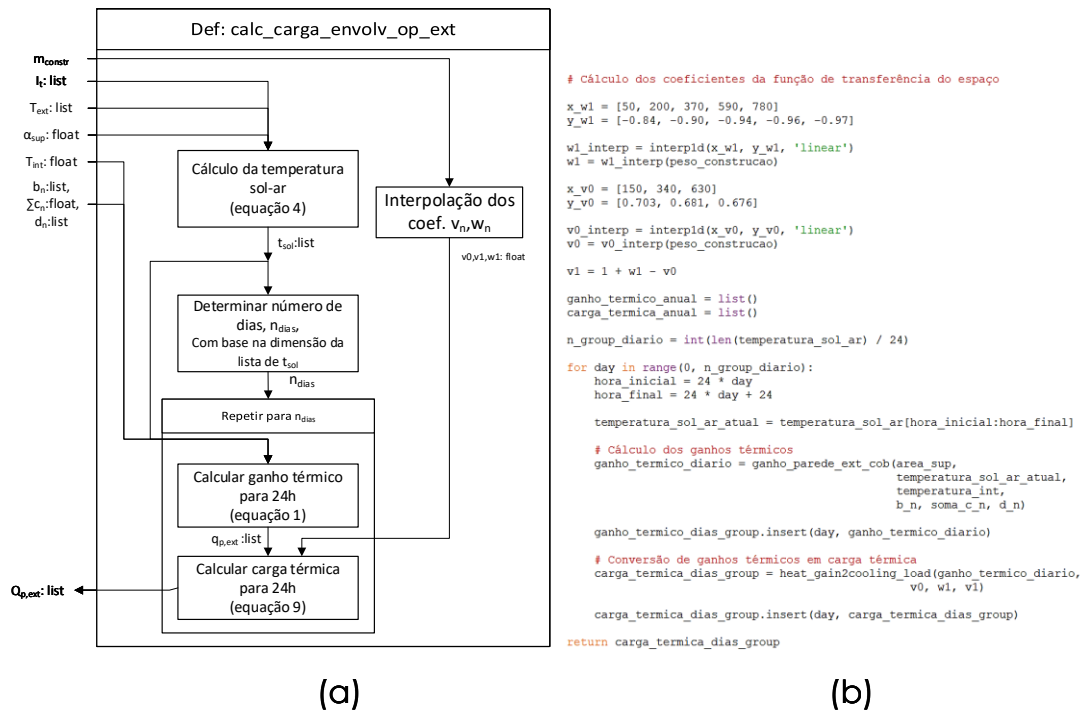 Def: calc_carga_envolv_op_ext
mconstr
It: list
Text: list
αsup: float
Tint: float
bn:list,
∑cn:float,
dn:list
Cálculo da temperatura
sol-ar
(equação 4)
Interpolação dos
coef. vn,wn
tsol:list
v0,v1,w1: float
Determinar número de
dias, ndias,
Com base na dimensão da
lista de tsol
ndias
Repetir para ndias
Calcular ganho térmico
para 24h
(equação 1)
qp,ext :list
Calcular carga térmica
para 24h
(equação 9)
Qp,ext: list
(a)
# Cálculo dos coeficientes da função de transferência do espaço
x_w1 = [50, 200, 370, 590, 780]
y_w1 = [-0.84, -0.90, -0.94, -0.96, -0.97]
w1_interp = interp1d(x_w1, y_w1, 'linear')
w1 = w1_interp(peso_construcao)
x_v0 = [150, 340, 630]
y_v0 = [0.703, 0.681, 0.676]
v0_interp = interp1d(x_v0, y_v0, 'linear')
v0 = v0_interp(peso_construcao)
v1 = 1 + w1 - v0
ganho_termico_anual = list()
carga_termica_anual = list()
n_group_diario = int(len(temperatura_sol_ar) / 24)
for day in range(0, n_group_diario):
hora_inicial = 24 * day
hora_final = 24 * day + 24
temperatura_sol_ar_atual = temperatura_sol_ar[hora_inicial:hora_final]
# Cálculo dos ganhos térmicos
ganho_termico_diario = ganho_parede_ext_cob(area_sup,
temperatura_sol_ar_atual,
temperatura_int,
b_n, soma_c_n, d_n)
ganho_termico_dias_group.insert(day, ganho_termico_diario)
# Conversão de ganhos térmicos em carga térmica
carga_termica_dias_group = heat_gain2cooling_load(ganho_termico_diario,
v0, w1, v1)
carga_termica_dias_group.insert(day, carga_termica_dias_group)
return carga_termica_dias_group
(b)